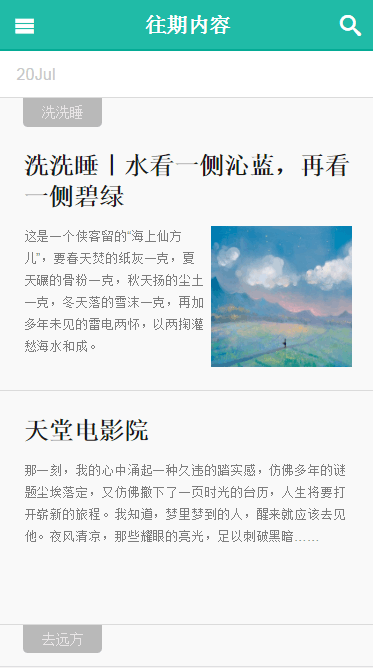 往期内容
20Jul
洗洗睡
洗洗睡丨水看一侧沁蓝，再看
一侧碧绿
这是一个侠客留的“海上仙方
儿”，要春天焚的纸灰一克，夏
天碾的骨粉一克，秋天扬的尘土
一克，冬天落的雪沫一克，再加
多年未见的雷电两怀，以两掬灌
愁海水和成。
天堂电影院
那一刻，我的心中涌起一种久违的踏实感，仿佛多年的谜
题尘埃落定，又仿佛撤下了一页时光的台历，人生将要打
开崭新的旅程。我知道，梦里梦到的人，醒来就应该去见
他。夜风清凉，那些耀眼的亮光，足以刺破黑暗……
去远方